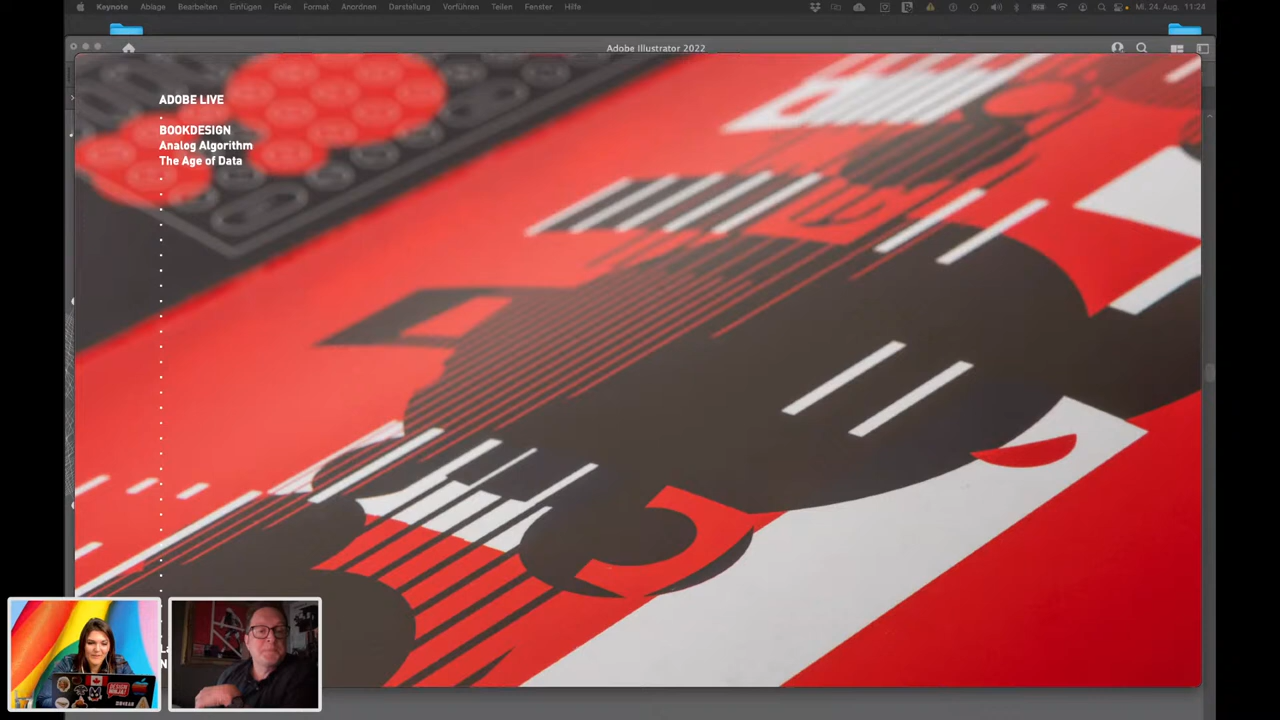 Keynote Ablage Bearbeiten Einfügen Folie Format Anordnen Darstellung Vorführen Teilen Fenster Hilfe Mi. 24. Aug. 11:24
Adobe Illustrator 2022
ADOBE LIVE
BOOKDESIGN
Analog Algorithm
The Age of Data